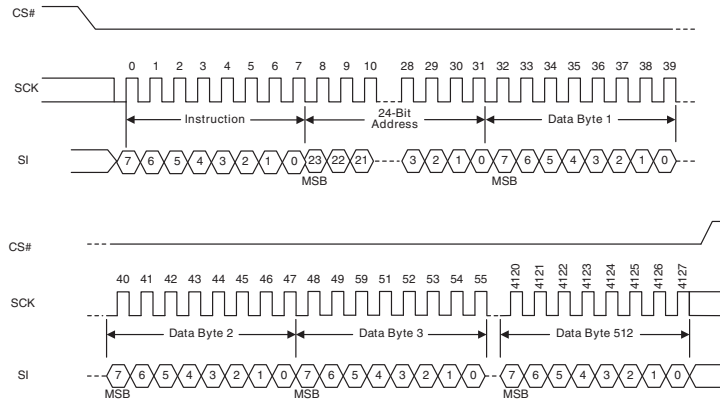 CS#
0 1 2 3 4 5 6 7 8 9 10 28 29 30 31 32 33 34 35 36 37 38 39
SCK
Instruction 24-Bit Address Data Byte 1
SI 7 6 5 4 3 2 1 0 23 22 21 3 2 1 0 7 6 5 4 3 2 1 0
MSB MSB
CS#
40 41 42 43 44 45 46 47 48 49 59 51 52 53 54 55 4120 4121 4122 4123 4124 4125 4126 4127
SCK
Data Byte 2 Data Byte 3 Data Byte 512
SI 7 6 5 4 3 2 1 0 7 6 5 4 3 2 1 0 7 6 5 4 3 2 1 0
MSB MSB MSB